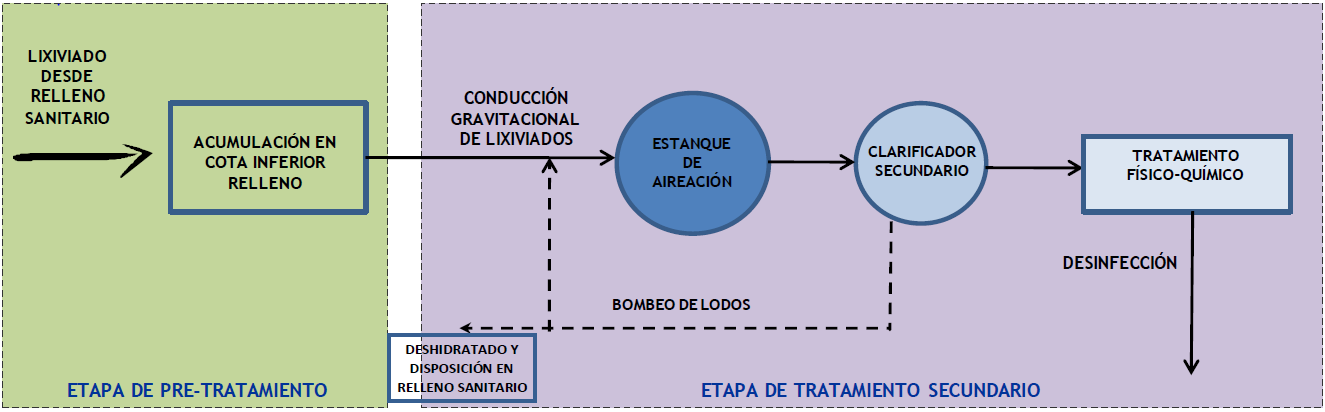 LIXIVIADO
DESDE
RELLENO
SANITARIO
ACUMULACIÓN EN
COTA INFERIOR
RELLENO
ETAPA DE PRE-TRATAMIENTO
CONDUCCIÓN
GRAVITACIONAL
DE LIXIVIADOS
ESTANQUE
DE
AIREACIÓN
CLARIFICADOR
SECUNDARIO
TRATAMIENTO
FÍSICO-QUÍMICO
DESINFECCIÓN
BOMBEO DE LODOS
DESHIDRATADO Y
DISPOSICIÓN EN
RELLENO SANITARIO
ETAPA DE TRATAMIENTO SECUNDARIO